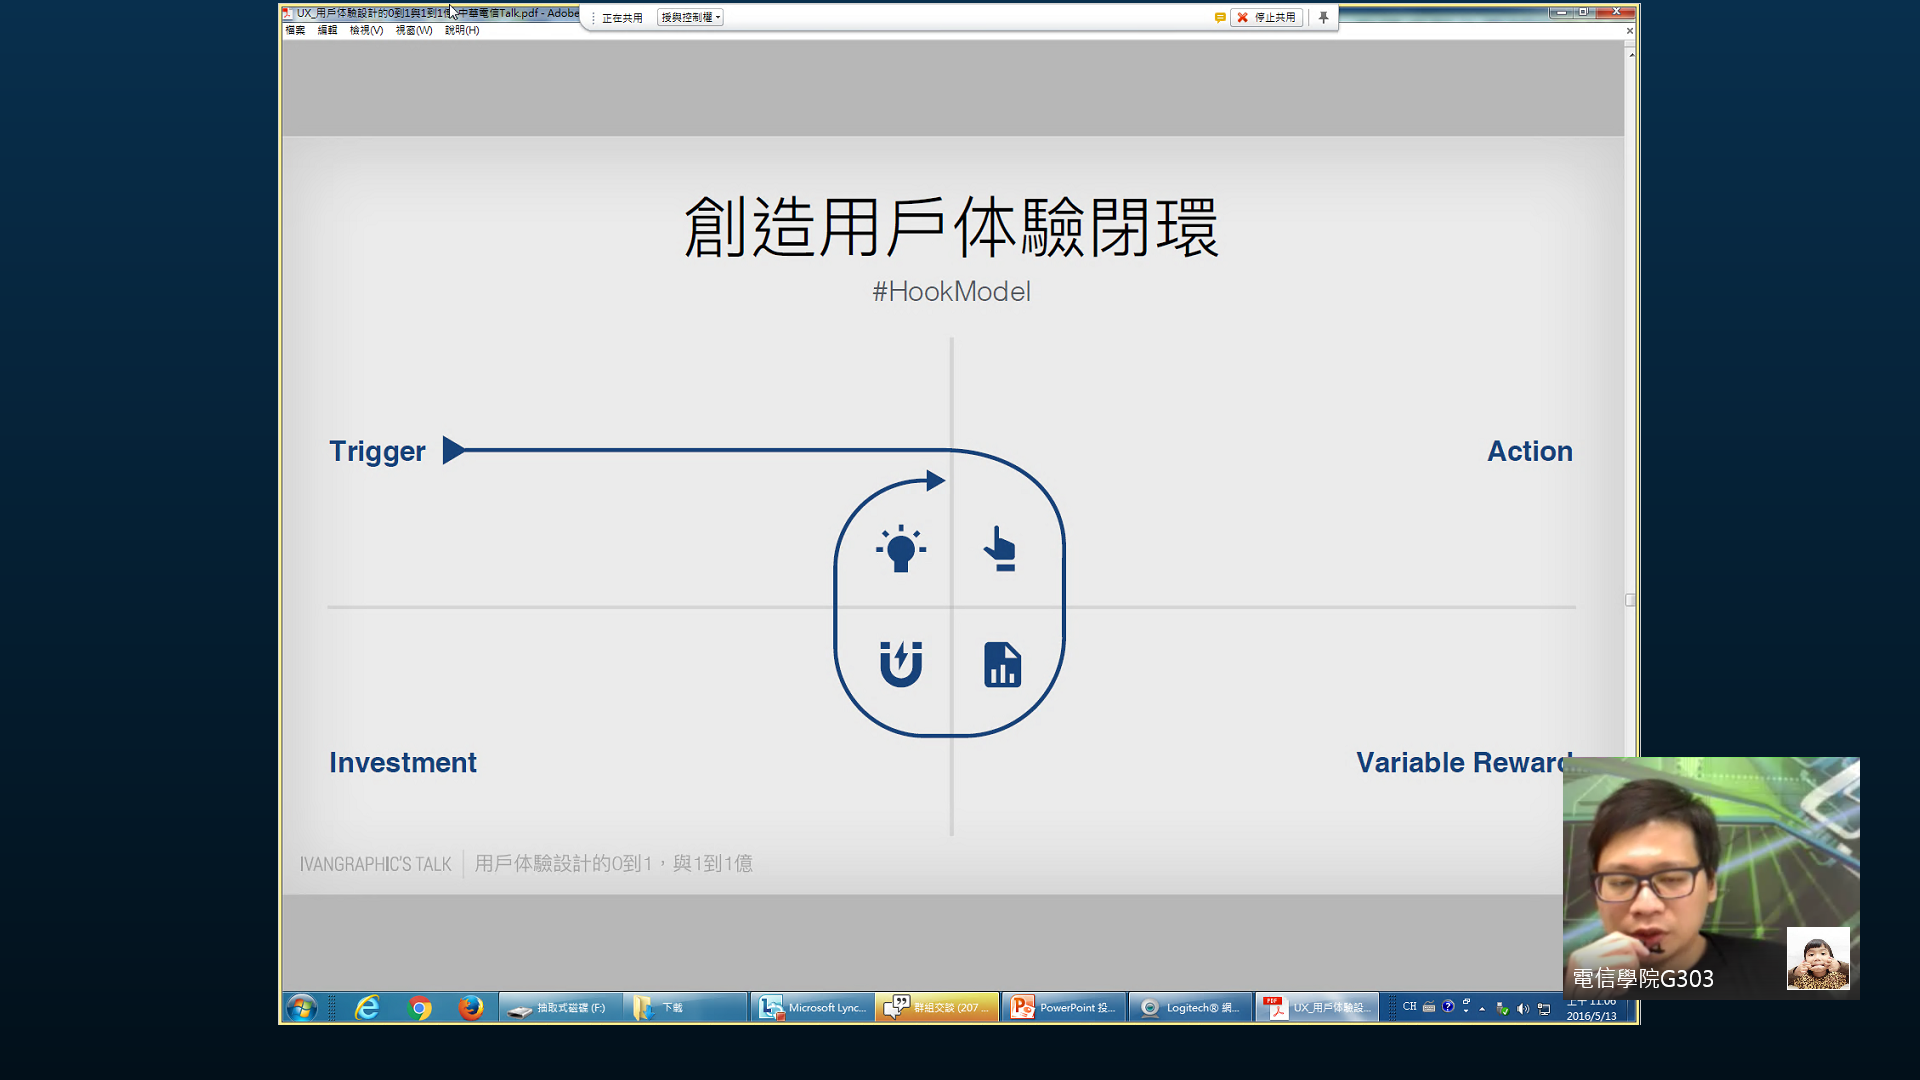 UX_用戶体驗設計的0到1與1到1億_中華電信Talk.pdf - Adobe
正在共用
授與控制權
停止共用
檔案 編輯 檢視(V) 視窗(W) 說明(H)
創造用戶体驗閉環
#HookModel
Trigger
Action
Investment
Variable Reward
IVANGRAPHIC'S TALK
用戶体驗設計的0到1，與1到1億
電信學院G303
抽取式磁碟 (F:)
下載
Microsoft Lync...
群組交談 (207 ...
PowerPoint 投...
Logitech® 網...
UX_用戶体驗設...
CH
上午 11:06
2016/5/13